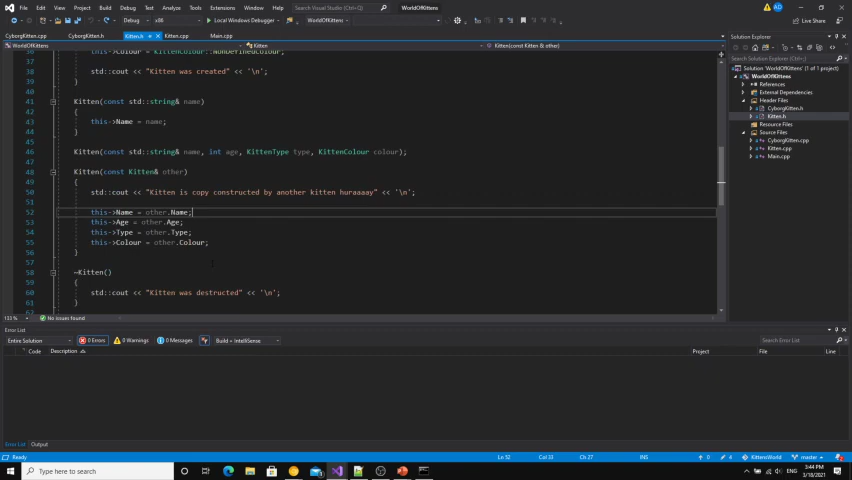 File Edit View Project Build Debug Test Analyze Tools Extensions Window Help Search Visual Studio (Ctrl+Q) WorldOfKittens AD
Debug x86 Local Windows Debugger WorldOfKittens Live Share
CyborgKitten.cpp CyborgKitten.h Kitten.h Kitten.cpp Main.cpp
WorldOfKittens Kitten Kitten(const Kitten & other)
36 this->Colour = KittenColour::NonDefinedColour;
37
38 std::cout << "Kitten was created" << '\n';
39 }
40
41 Kitten(const std::string& name)
42 {
43 this->Name = name;
44 }
45
46 Kitten(const std::string& name, int age, KittenType type, KittenColour colour);
47
48 Kitten(const Kitten& other)
49 {
50 std::cout << "Kitten is copy constructed by another kitten huraaaay" << '\n';
51
52 this->Name = other.Name;
53 this->Age = other.Age;
54 this->Type = other.Type;
55 this->Colour = other.Colour;
56 }
57
58 ~Kitten()
59 {
60 std::cout << "Kitten was destructed" << '\n';
61 }
62
133 % No issues found
Solution Explorer
Search Solution Explorer (Ctrl+;)
Solution 'WorldOfKittens' (1 of 1 project)
WorldOfKittens
References
External Dependencies
Header Files
CyborgKitten.h
Kitten.h
Resource Files
Source Files
CyborgKitten.cpp
Kitten.cpp
Main.cpp
Error List
Entire Solution 0 Errors 0 Warnings 0 Messages Build + IntelliSense Search Error List
Code Description Project File Line
Error List Output
Ready Ln 52 Col 33 Ch 27 INS 0 4 KittensWorld master
Type here to search ENG 3:44 PM 3/18/2021